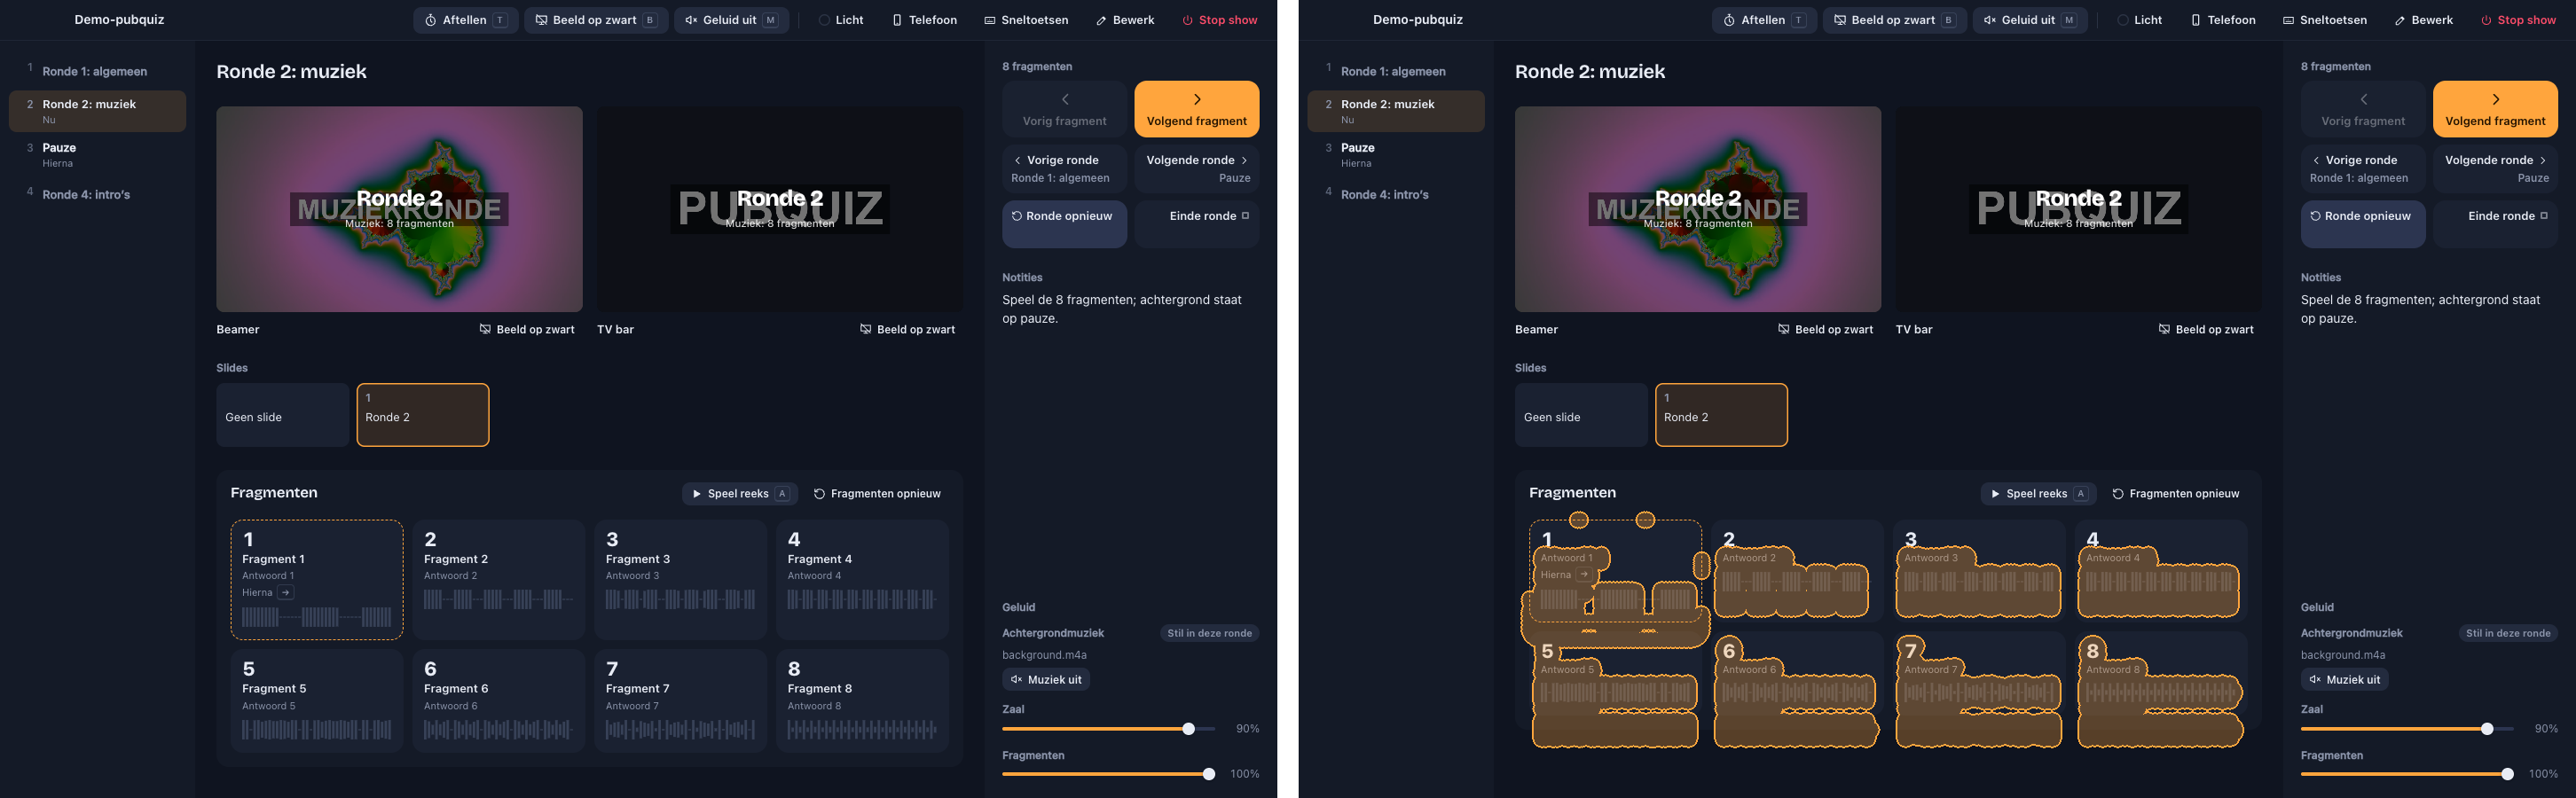 Demo-pubquiz
Aftellen T
Beeld op zwart B
Geluid uit M
Licht
Telefoon
Sneltoetsen
Bewerk
Stop show
1 Ronde 1: algemeen
2 Ronde 2: muziek
Nu
3 Pauze
Hierna
4 Ronde 4: intro's
Ronde 2: muziek
MUZIEKRONDE
Ronde 2
Muziek: 8 fragmenten
PUBQUIZ
Ronde 2
Muziek: 8 fragmenten
Beamer
Beeld op zwart
TV bar
Beeld op zwart
Slides
Geen slide
1
Ronde 2
Fragmenten
Speel reeks A
Fragmenten opnieuw
1
Fragment 1
Antwoord 1
Hierna →
2
Fragment 2
Antwoord 2
3
Fragment 3
Antwoord 3
4
Fragment 4
Antwoord 4
5
Fragment 5
Antwoord 5
6
Fragment 6
Antwoord 6
7
Fragment 7
Antwoord 7
8
Fragment 8
Antwoord 8
8 fragmenten
Vorig fragment
Volgend fragment
Vorige ronde
Ronde 1: algemeen
Volgende ronde
Pauze
Ronde opnieuw
Einde ronde
Notities
Speel de 8 fragmenten; achtergrond staat
op pauze.
Geluid
Achtergrondmuziek
Stil in deze ronde
background.m4a
Muziek uit
Zaal
90%
Fragmenten
100%
Demo-pubquiz
Aftellen T
Beeld op zwart B
Geluid uit M
Licht
Telefoon
Sneltoetsen
Bewerk
Stop show
1 Ronde 1: algemeen
2 Ronde 2: muziek
Nu
3 Pauze
Hierna
4 Ronde 4: intro's
Ronde 2: muziek
MUZIEKRONDE
Ronde 2
Muziek: 8 fragmenten
PUBQUIZ
Ronde 2
Muziek: 8 fragmenten
Beamer
Beeld op zwart
TV bar
Beeld op zwart
Slides
Geen slide
1
Ronde 2
Fragmenten
Speel reeks A
Fragmenten opnieuw
1
Antwoord 1
Hierna →
2
Antwoord 2
3
Antwoord 3
4
Antwoord 4
5
Antwoord 5
6
Antwoord 6
7
Antwoord 7
8
Antwoord 8
8 fragmenten
Vorig fragment
Volgend fragment
Vorige ronde
Ronde 1: algemeen
Volgende ronde
Pauze
Ronde opnieuw
Einde ronde
Notities
Speel de 8 fragmenten; achtergrond staat
op pauze.
Geluid
Achtergrondmuziek
Stil in deze ronde
background.m4a
Muziek uit
Zaal
90%
Fragmenten
100%